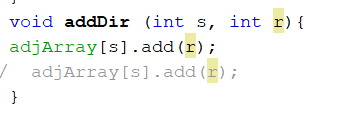 void addDir (int s, int r){
adjArray[s].add(r);
/ adjArray[s].add(r);
}